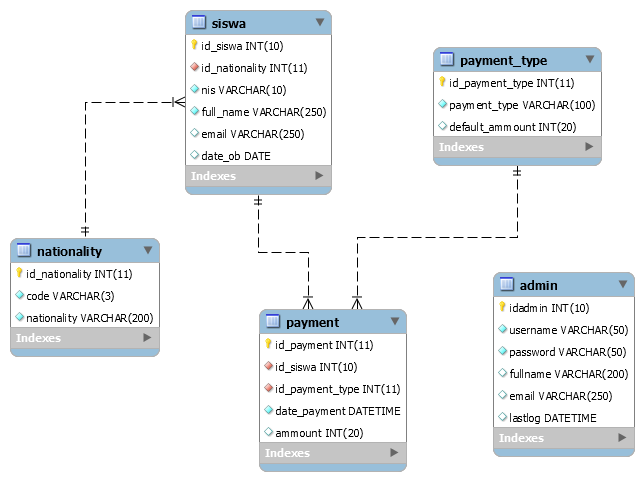 siswa
id_siswa INT(10)
id_nationality INT(11)
nis VARCHAR(10)
full_name VARCHAR(250)
email VARCHAR(250)
date_ob DATE
Indexes
payment_type
id_payment_type INT(11)
payment_type VARCHAR(100)
default_ammount INT(20)
Indexes
nationality
id_nationality INT(11)
code VARCHAR(3)
nationality VARCHAR(200)
Indexes
payment
id_payment INT(11)
id_siswa INT(10)
id_payment_type INT(11)
date_payment DATETIME
ammount INT(20)
Indexes
admin
idadmin INT(10)
username VARCHAR(50)
password VARCHAR(50)
fullname VARCHAR(200)
email VARCHAR(250)
lastlog DATETIME
Indexes